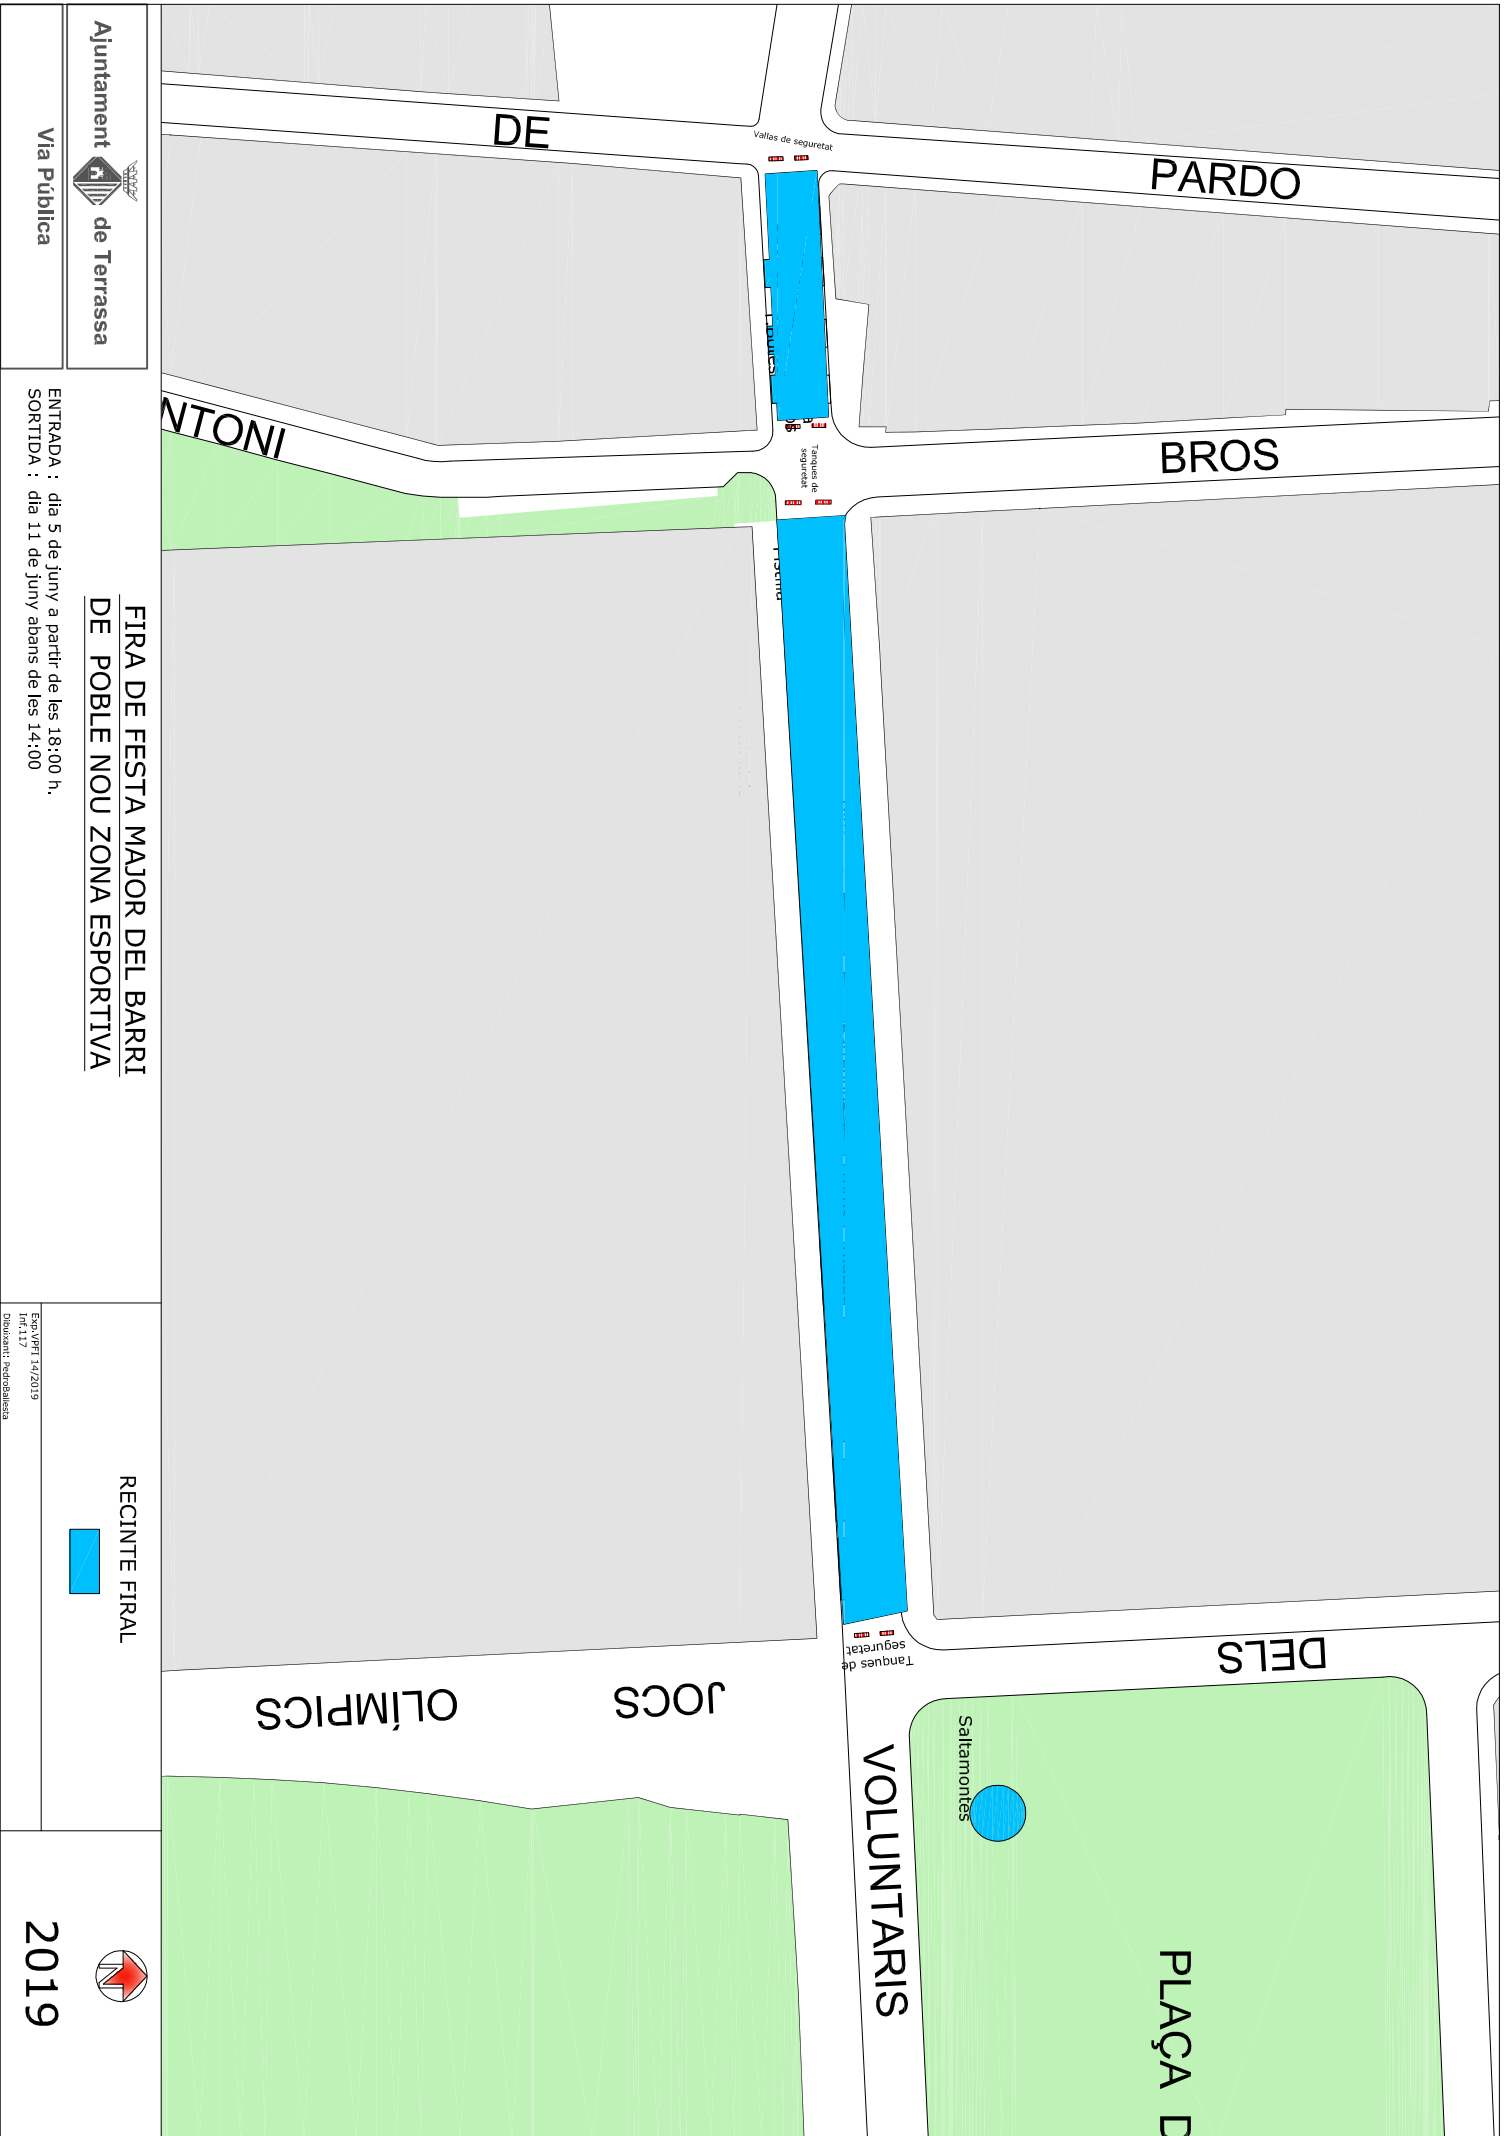 DE
PARDO
Vallas de seguretat
NTONI
BROS
Tanques de
seguretat
Tanques de
seguretat
DELS
JOCS
OLÍMPICS
VOLUNTARIS
Saltamontes
PLAÇA D
Ajuntament de Terrassa
Via Pública
FIRA DE FESTA MAJOR DEL BARRI
DE POBLE NOU ZONA ESPORTIVA
ENTRADA : dia 5 de juny a partir de les 18:00 h.
SORTIDA : dia 11 de juny abans de les 14:00
RECINTE FIRAL
Exp.VPFI 14/2019
Inf.117
Dibuixant: PedroBallesta
N
2019